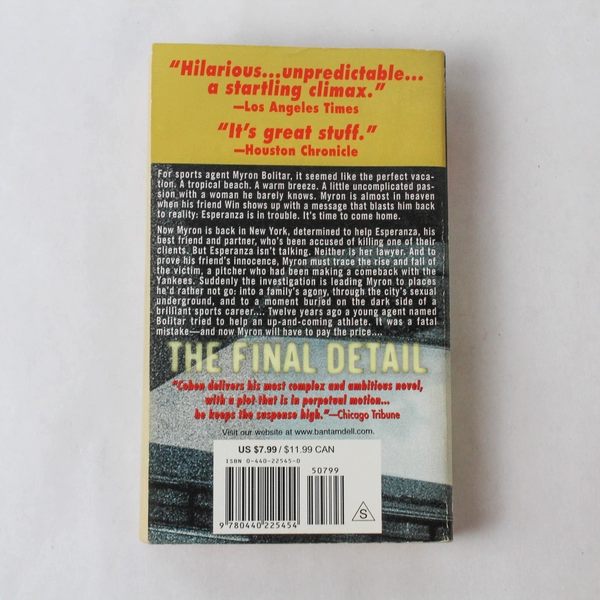 “Hilarious...unpredictable...
a startling climax.”
—Los Angeles Times
“It's great stuff.”
—Houston Chronicle
For sports agent Myron Bolitar, it seemed like the perfect vaca-
tion. A tropical beach. A warm breeze. A little uncomplicated pas-
sion with a woman he barely knows. Myron is almost in heaven
when his friend Win shows up with a message that blasts him back
to reality: Esperanza is in trouble. It's time to come home.
Now Myron is back in New York, determined to help Esperanza, his
best friend and partner, who's been accused of killing one of their
clients. But Esperanza isn't talking. Neither is her lawyer. And to
prove his friend's innocence, Myron must trace the rise and fall of
the victim, a pitcher who had been making a comeback with the
Yankees. Suddenly the investigation is leading Myron to places
he'd rather not go: into a family's agony, through the city's sexual
underground, and to a moment buried on the dark side of a
brilliant sports career.... Twelve years ago a young agent named
Bolitar tried to help an up-and-coming athlete. It was a fatal
mistake—and now Myron will have to pay the price....
THE FINAL DETAIL
“Coben delivers his most complex and ambitious novel,
with a plot that is in perpetual motion...
he keeps the suspense high.”—Chicago Tribune
Visit our website at www.bantamdell.com.
US $7.99 / $11.99 CAN
ISBN 0-440-22545-0
50799
9 780440 225454
S